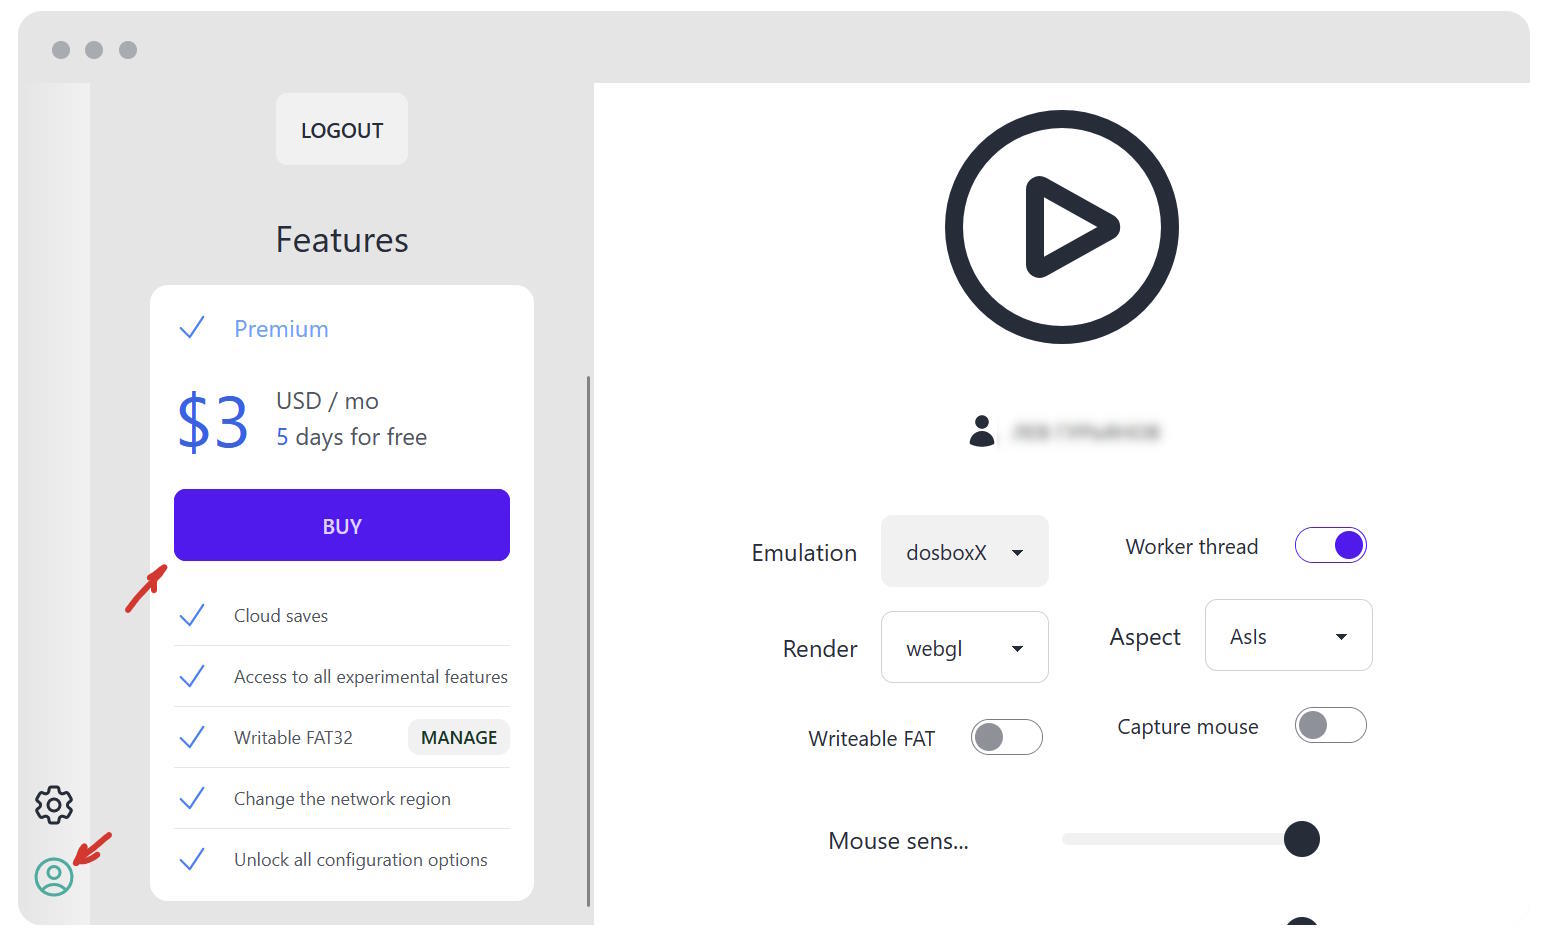 LOGOUT
Features
Premium
$3
USD / mo
5 days for free
BUY
Cloud saves
Access to all experimental features
Writable FAT32
MANAGE
Change the network region
Unlock all configuration options
Emulation
dosboxX
Worker thread
Render
webgl
Aspect
AsIs
Writeable FAT
Capture mouse
Mouse sens...